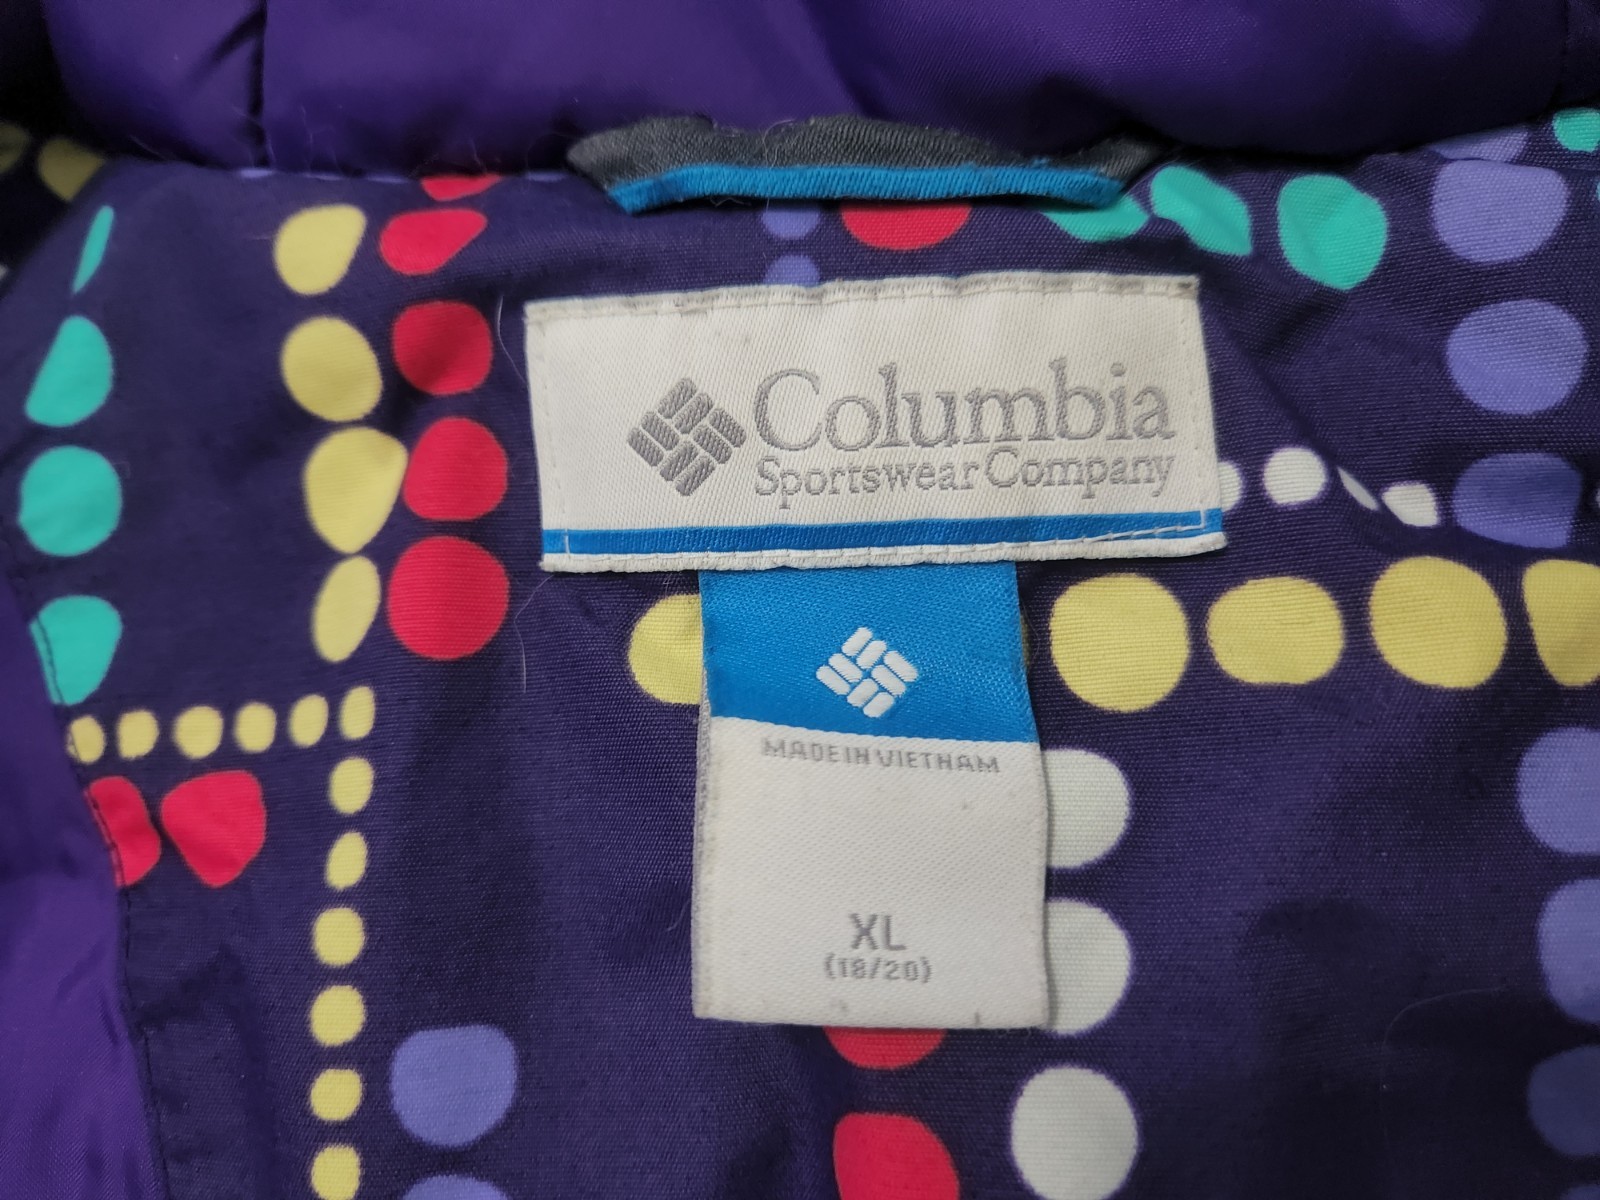 Columbia
Sportswear Company
MADE IN VIETNAM
XL
(18/20)